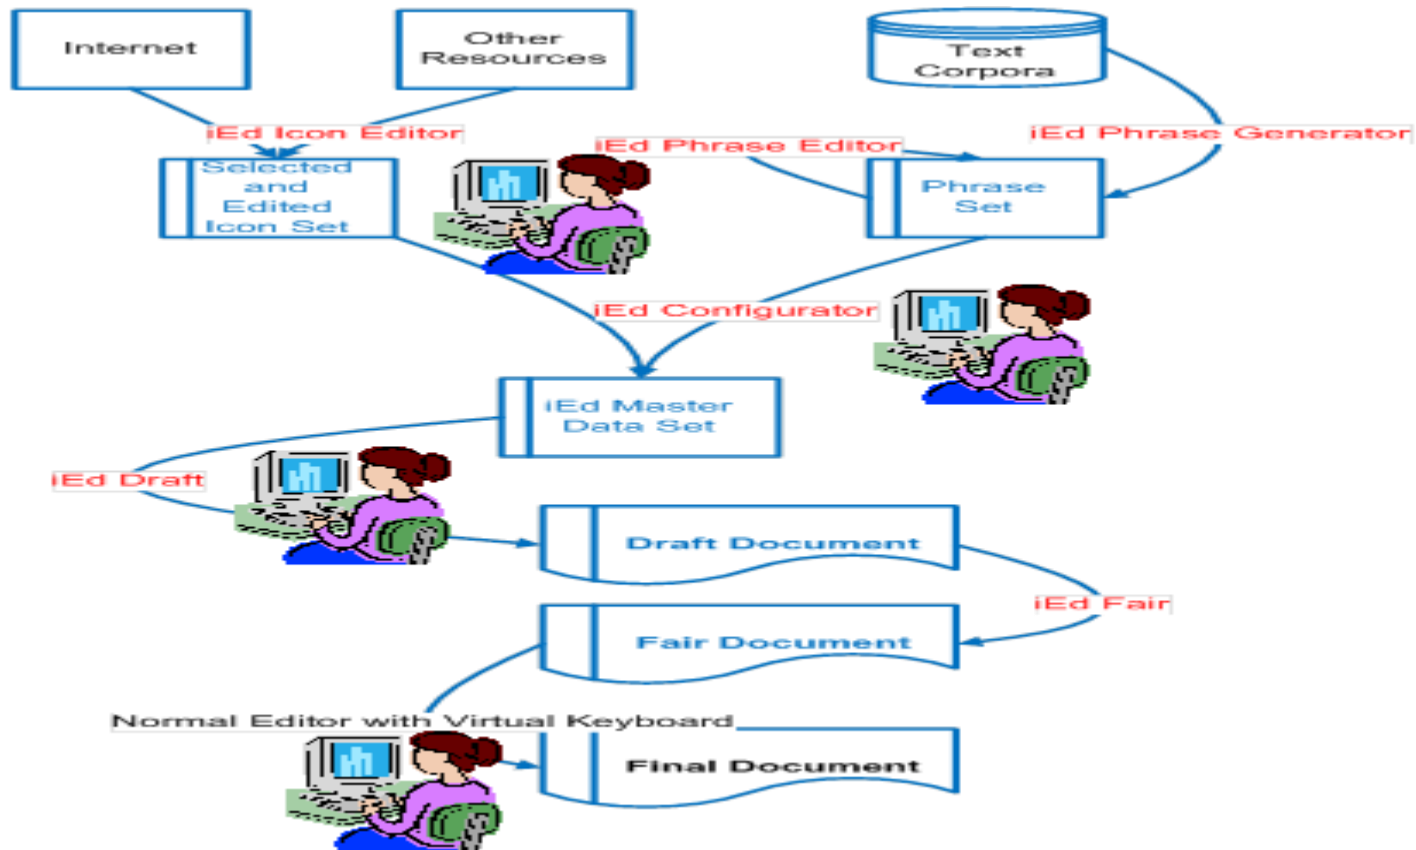 Internet
Other
Resources
Text
Corpora
iEd Icon Editor
iEd Phrase Editor
iEd Phrase Generator
Selected
and
Edited
Icon Set
Phrase
Set
iEd Configurator
iEd Master
Data Set
iEd Draft
Draft Document
iEd Fair
Fair Document
Normal Editor with Virtual Keyboard
Final Document